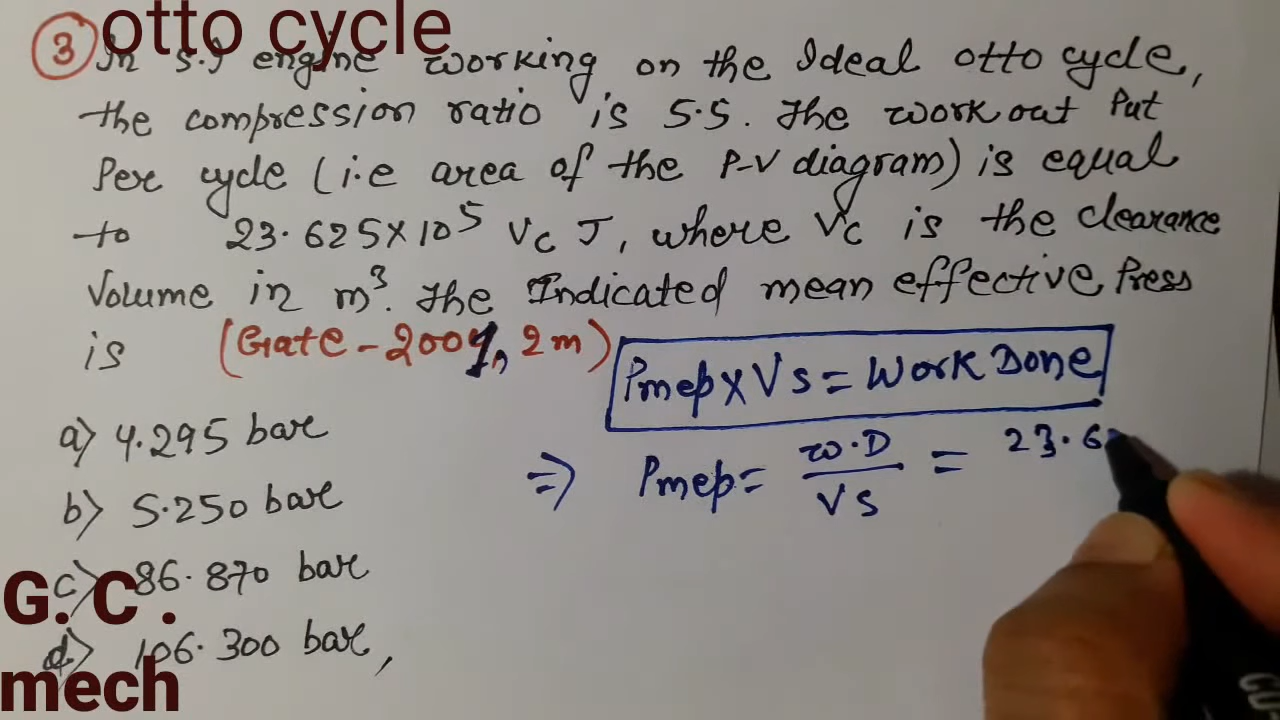 otto cycle
3 In S.I engine working on the Ideal otto cycle,
the compression ratio is 5.5. The work out Put
Per cycle (i.e area of the P-V diagram) is equal
to 23.625×10^5 Vc J, where Vc is the clearance
Volume in m³. The Indicated mean effective Press
is (Gate-2001, 2m)
Pmep × Vs = Work Done
⇒ Pmep = w.D / Vs = 23.6
a) 4.295 bar
b) 5.250 bar
c) 86.870 bar
d) 106.300 bar,
G. C.
mech